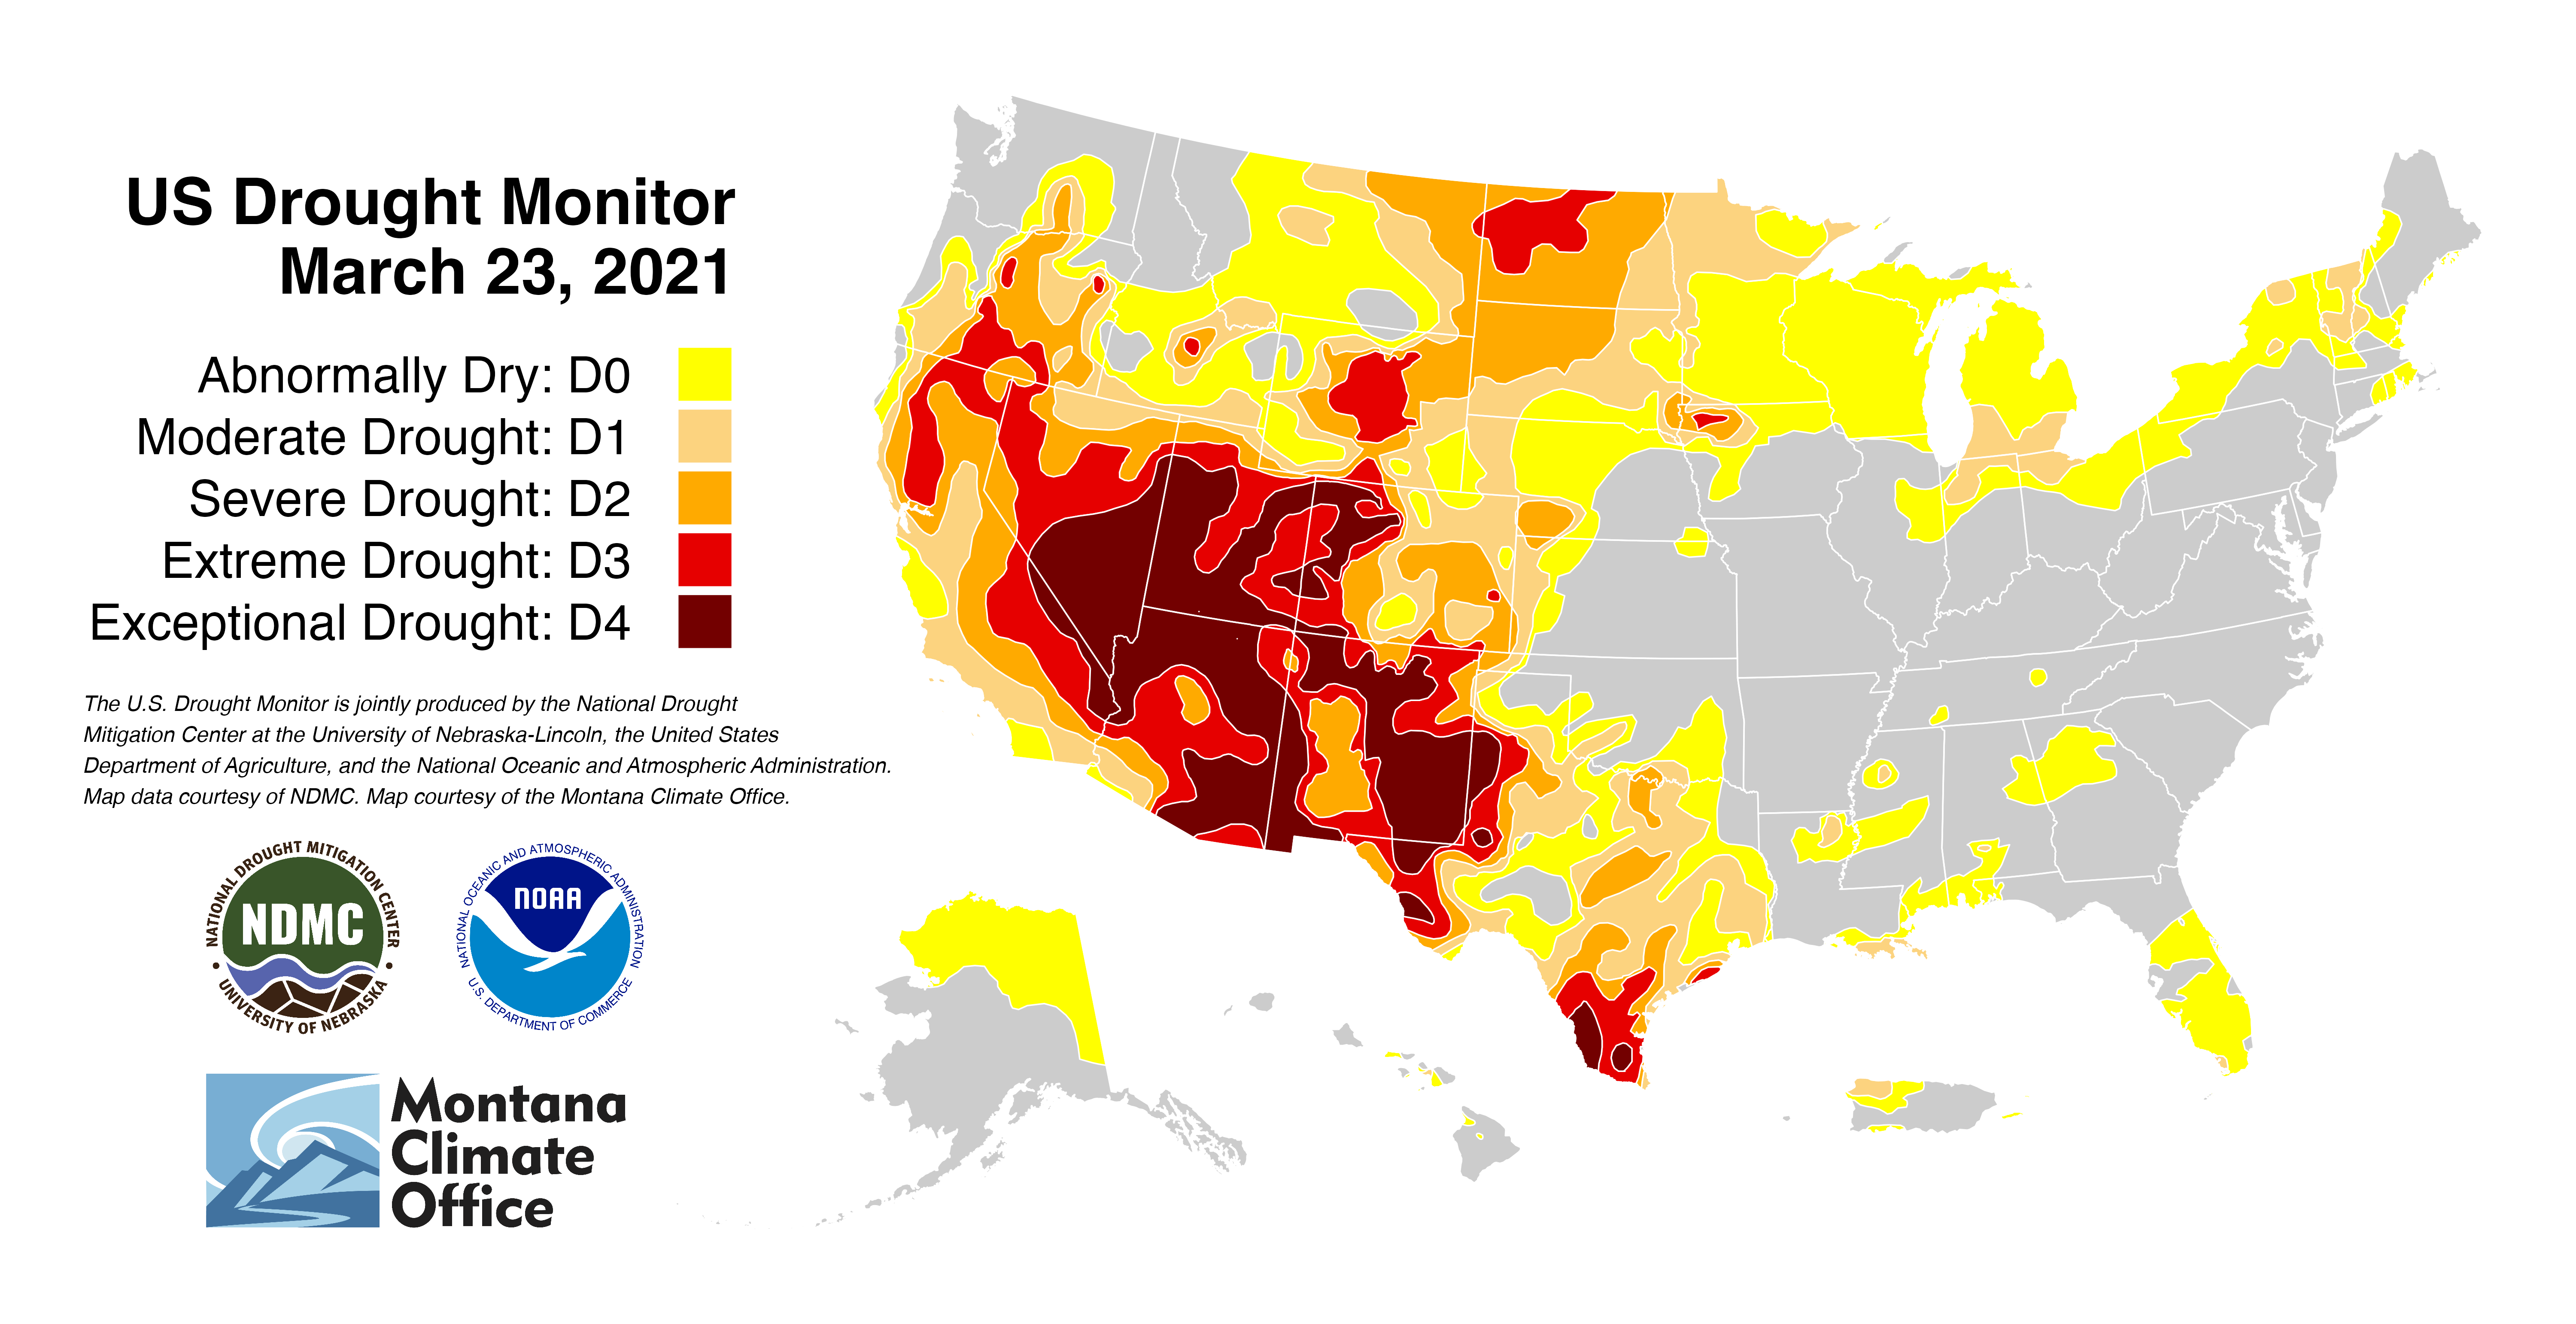 US Drought Monitor
March 23, 2021
Abnormally Dry: D0
Moderate Drought: D1
Severe Drought: D2
Extreme Drought: D3
Exceptional Drought: D4
The U.S. Drought Monitor is jointly produced by the National Drought
Mitigation Center at the University of Nebraska-Lincoln, the United States
Department of Agriculture, and the National Oceanic and Atmospheric Administration.
Map data courtesy of NDMC. Map courtesy of the Montana Climate Office.
NATIONAL DROUGHT MITIGATION CENTER
NDMC
• UNIVERSITY OF NEBRASKA •
NATIONAL OCEANIC AND ATMOSPHERIC ADMINISTRATION
NOAA
U.S. DEPARTMENT OF COMMERCE
Montana
Climate
Office